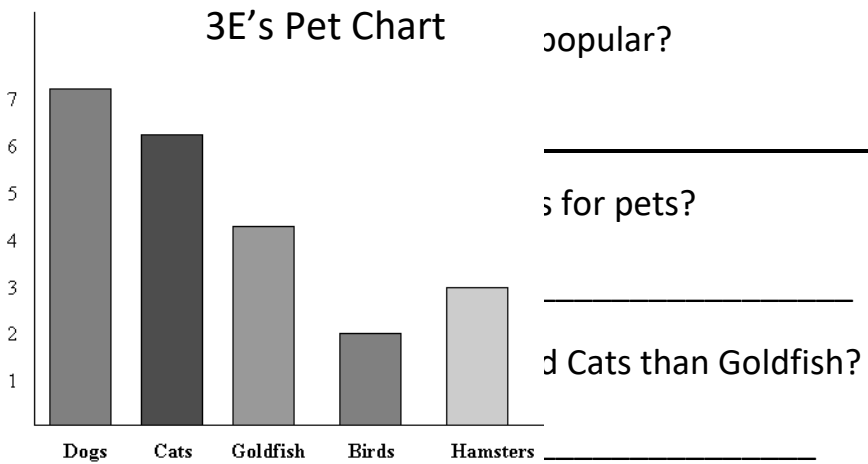 3E's Pet Chart
popular?
7
6
5
s for pets?
4
3
2
d Cats than Goldfish?
1
Dogs Cats Goldfish Birds Hamsters